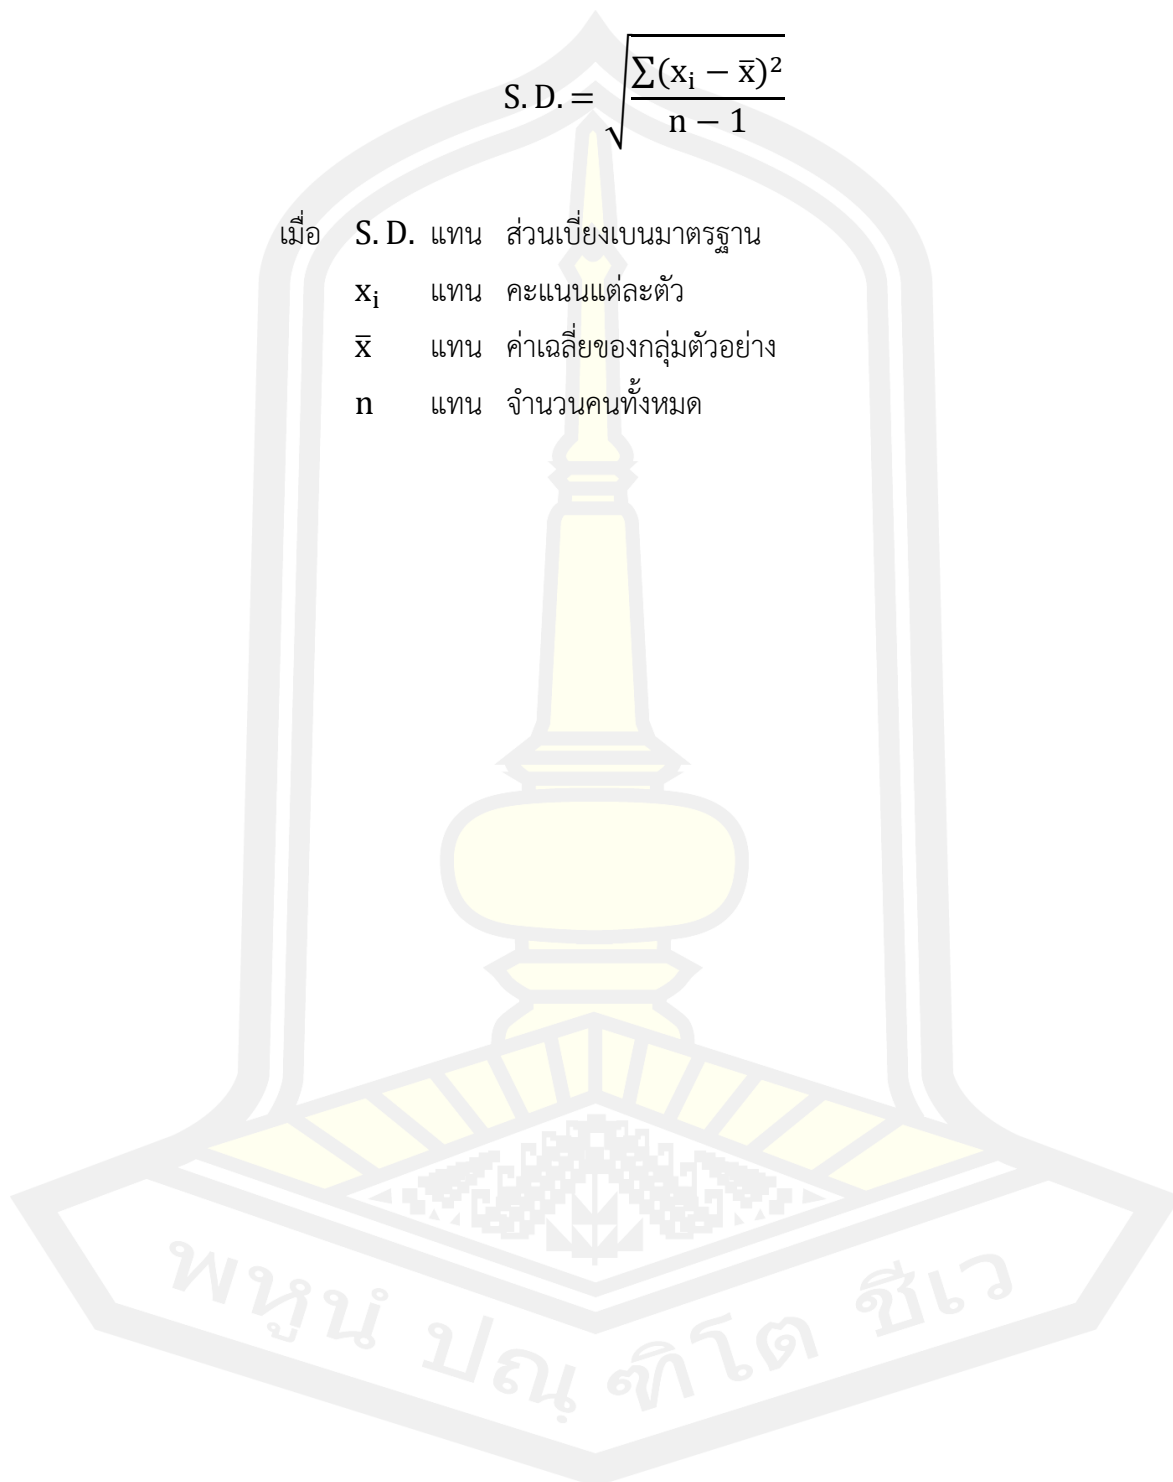 S. D. = √(∑(xᵢ − x̅)² / (n − 1))
เมื่อ S. D. แทน ส่วนเบี่ยงเบนมาตรฐาน
xᵢ แทน คะแนนแต่ละตัว
x̅ แทน ค่าเฉลี่ยของกลุ่มตัวอย่าง
n แทน จำนวนคนทั้งหมด
พหูนํ ปณฺฑิโต ชีเว